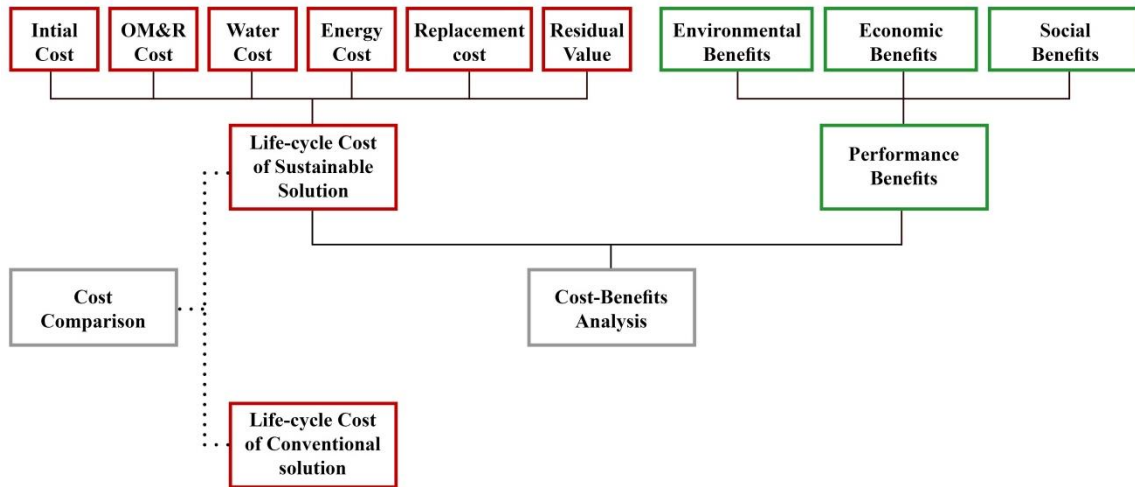 Intial
Cost
OM&R
Cost
Water
Cost
Energy
Cost
Replacement
cost
Residual
Value
Environmental
Benefits
Economic
Benefits
Social
Benefits
Life-cycle Cost
of Sustainable
Solution
Performance
Benefits
Cost
Comparison
Cost-Benefits
Analysis
Life-cycle Cost
of Conventional
solution